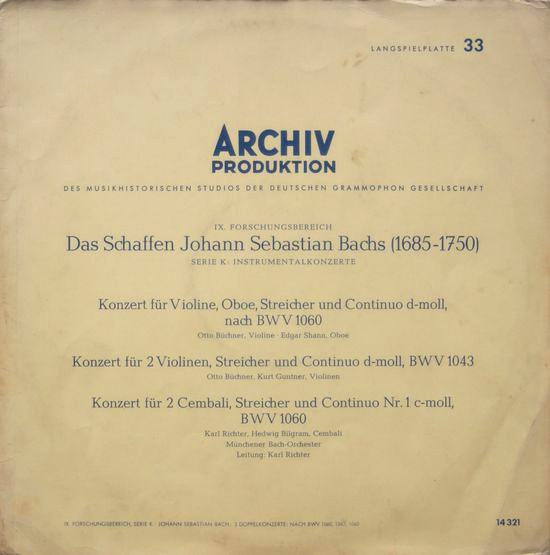 LANGSPIELPLATTE 33
ARCHIV
PRODUKTION
DES MUSIKHISTORISCHEN STUDIOS DER DEUTSCHEN GRAMMOPHON GESELLSCHAFT
IX. FORSCHUNGSBEREICH
Das Schaffen Johann Sebastian Bachs (1685-1750)
SERIE K: INSTRUMENTALKONZERTE
Konzert für Violine, Oboe, Streicher und Continuo d-moll,
nach BWV 1060
Otto Büchner, Violine · Edgar Shann, Oboe
Konzert für 2 Violinen, Streicher und Continuo d-moll, BWV 1043
Otto Büchner, Kurt Guntner, Violinen
Konzert für 2 Cembali, Streicher und Continuo Nr. 1 c-moll,
BWV 1060
Karl Richter, Hedwig Bilgram, Cembali
Münchener Bach-Orchester
Leitung: Karl Richter
IX. FORSCHUNGSBEREICH, SERIE K · JOHANN SEBASTIAN BACH: 3 DOPPELKONZERTE: NACH BWV 1060, 1043, 1060
14 321